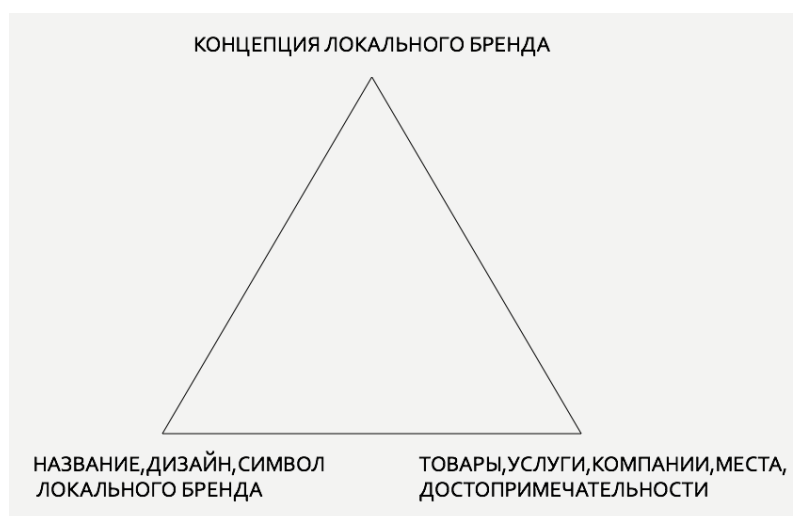 КОНЦЕПЦИЯ ЛОКАЛЬНОГО БРЕНДА
НАЗВАНИЕ,ДИЗАЙН,СИМВОЛ
ЛОКАЛЬНОГО БРЕНДА
ТОВАРЫ,УСЛУГИ,КОМПАНИИ,МЕСТА,
ДОСТОПРИМЕЧАТЕЛЬНОСТИ